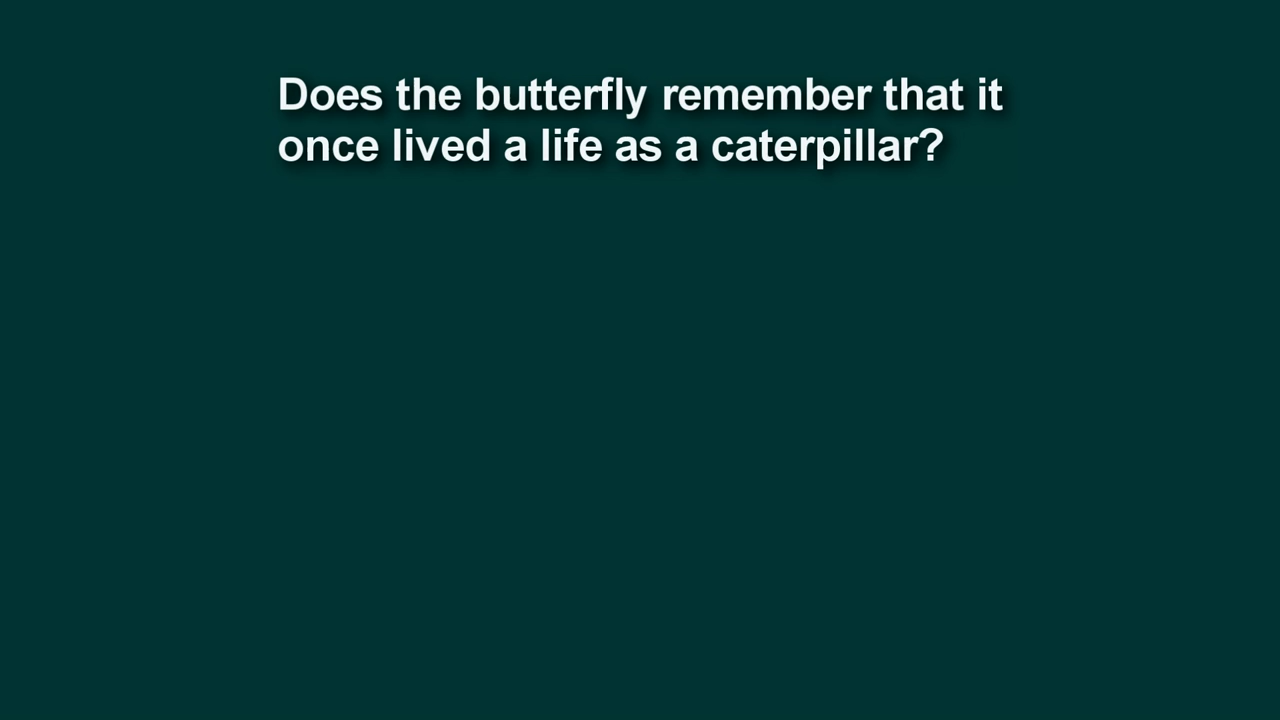 Does the butterfly remember that it
once lived a life as a caterpillar?